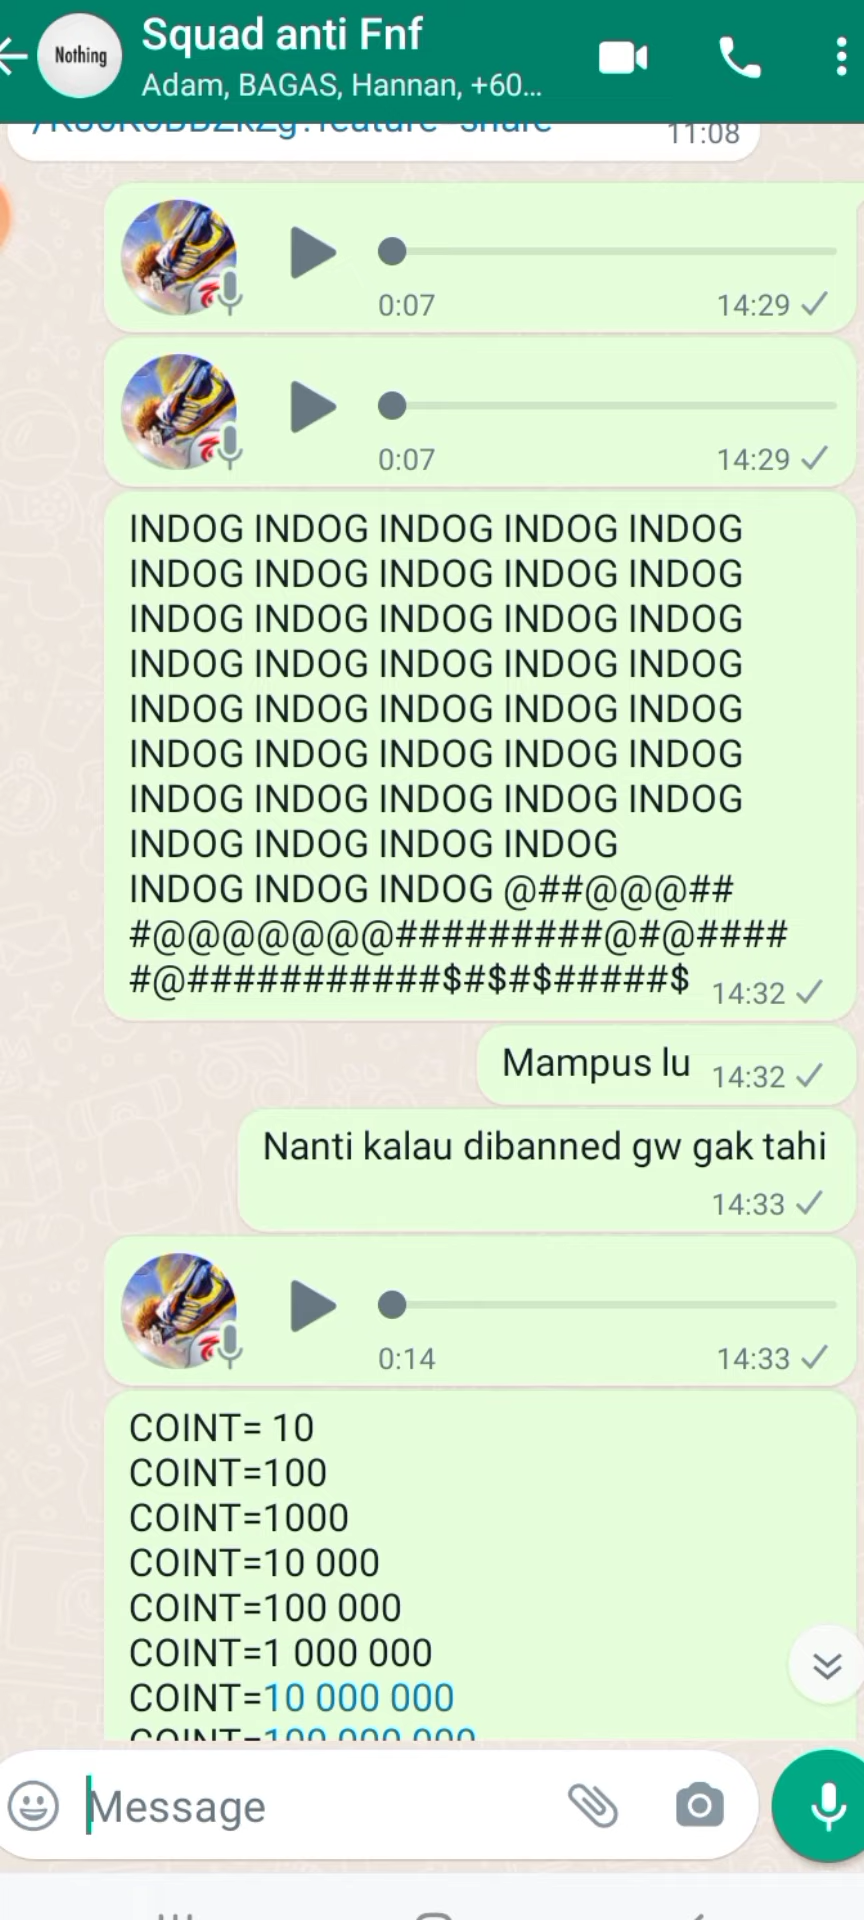 Nothing
Squad anti Fnf
Adam, BAGAS, Hannan, +60...
11:08
0:07
14:29
0:07
14:29
INDOG INDOG INDOG INDOG INDOG
INDOG INDOG INDOG INDOG INDOG
INDOG INDOG INDOG INDOG INDOG
INDOG INDOG INDOG INDOG INDOG
INDOG INDOG INDOG INDOG INDOG
INDOG INDOG INDOG INDOG INDOG
INDOG INDOG INDOG INDOG INDOG
INDOG INDOG INDOG INDOG
INDOG INDOG INDOG @##@@@##
#@@@@@@@#########@#@####
#@###########$#$#$#####$
14:32
Mampus lu
14:32
Nanti kalau dibanned gw gak tahi
14:33
0:14
14:33
COINT= 10
COINT=100
COINT=1000
COINT=10 000
COINT=100 000
COINT=1 000 000
COINT=10 000 000
COINT=100 000 000
Message